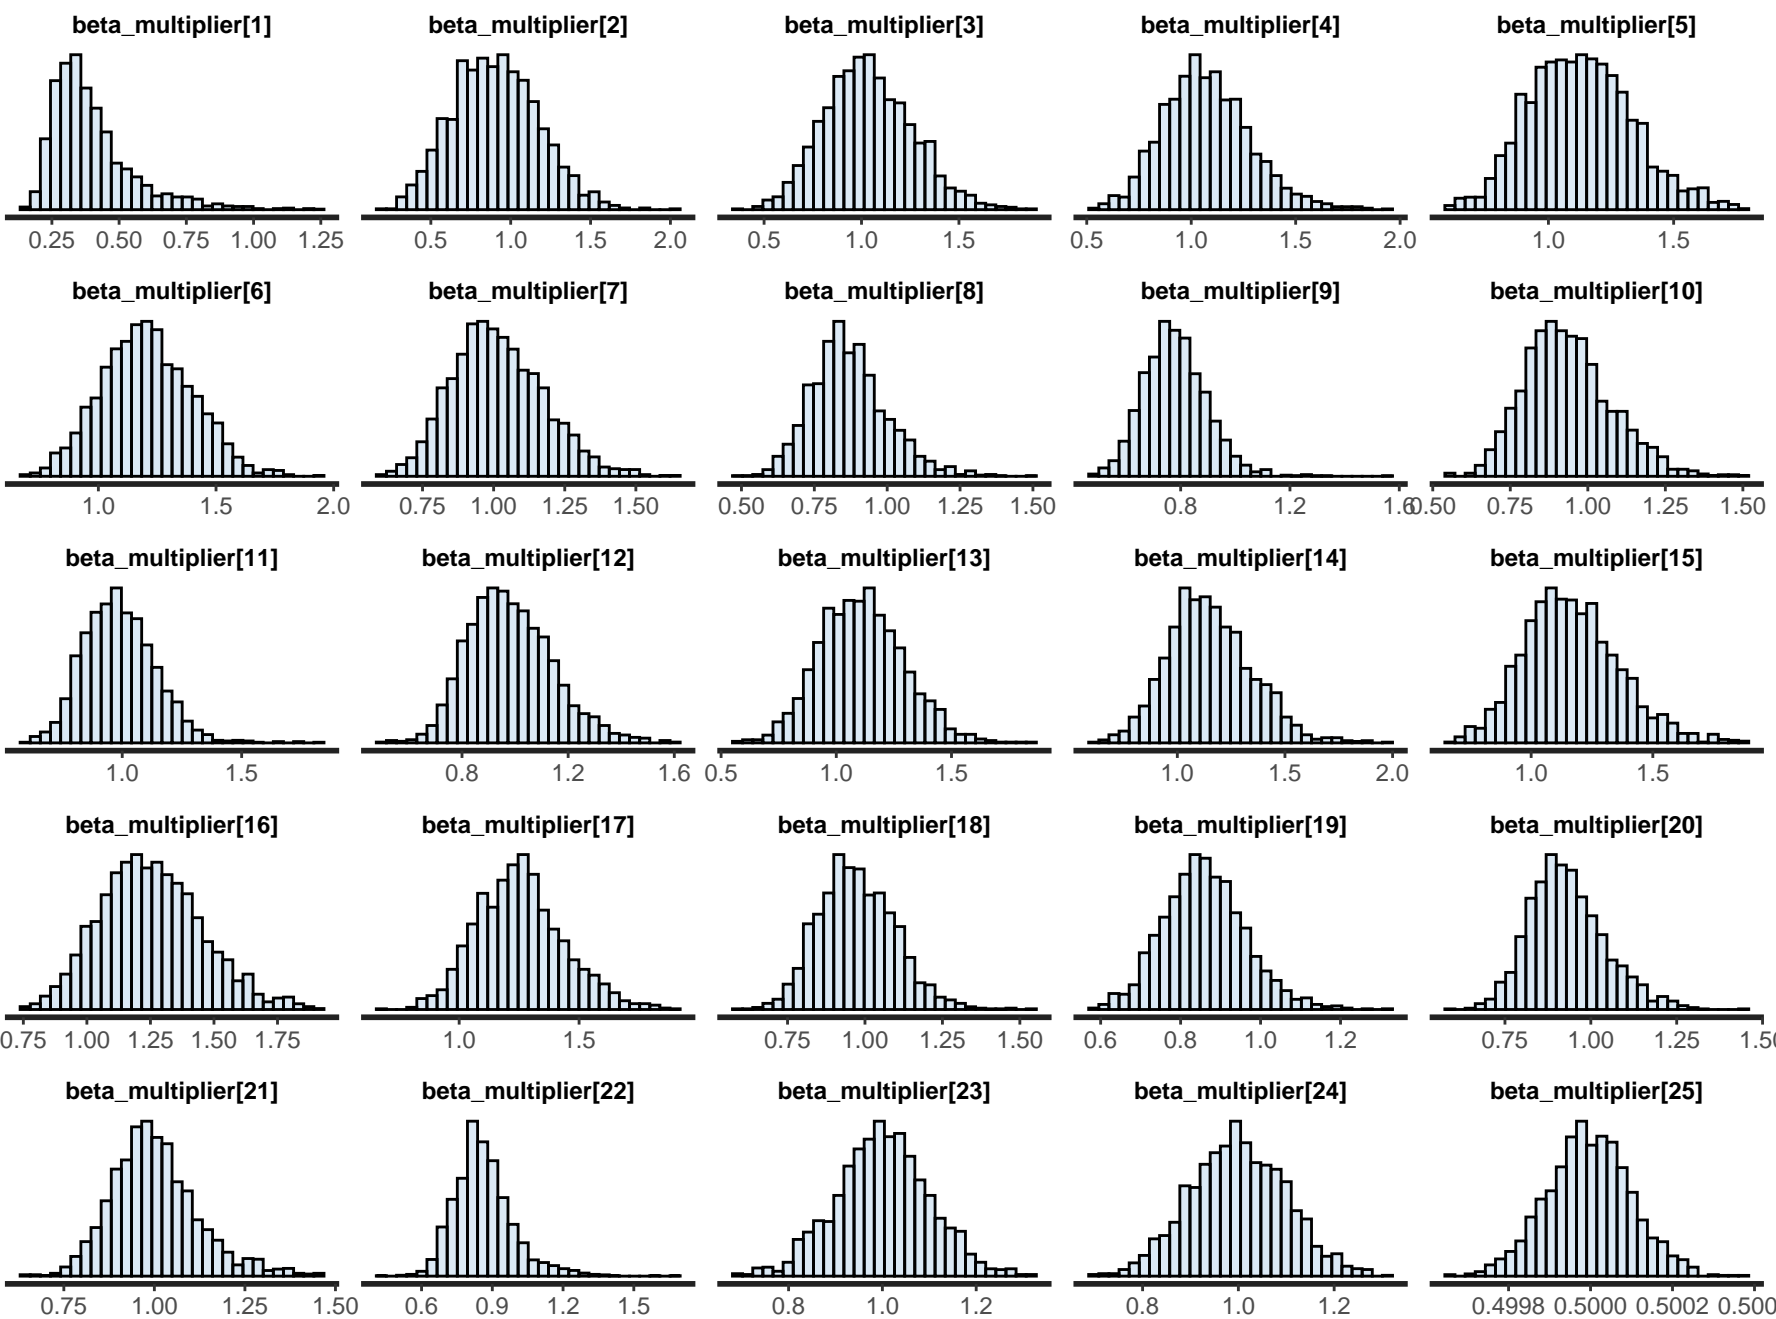 beta_multiplier[1] beta_multiplier[2] beta_multiplier[3] beta_multiplier[4] beta_multiplier[5]
0.25 0.50 0.75 1.00 1.25 0.5 1.0 1.5 2.0 0.5 1.0 1.5 0.5 1.0 1.5 2.0 1.0 1.5
beta_multiplier[6] beta_multiplier[7] beta_multiplier[8] beta_multiplier[9] beta_multiplier[10]
1.0 1.5 2.0 0.75 1.00 1.25 1.50 0.50 0.75 1.00 1.25 1.50 0.8 1.2 1.6 0.50 0.75 1.00 1.25 1.50
beta_multiplier[11] beta_multiplier[12] beta_multiplier[13] beta_multiplier[14] beta_multiplier[15]
1.0 1.5 0.8 1.2 1.6 0.5 1.0 1.5 1.0 1.5 2.0 1.0 1.5
beta_multiplier[16] beta_multiplier[17] beta_multiplier[18] beta_multiplier[19] beta_multiplier[20]
0.75 1.00 1.25 1.50 1.75 1.0 1.5 0.75 1.00 1.25 1.50 0.6 0.8 1.0 1.2 0.75 1.00 1.25 1.50
beta_multiplier[21] beta_multiplier[22] beta_multiplier[23] beta_multiplier[24] beta_multiplier[25]
0.75 1.00 1.25 1.50 0.6 0.9 1.2 1.5 0.8 1.0 1.2 0.8 1.0 1.2 0.4998 0.5000 0.5002 0.500